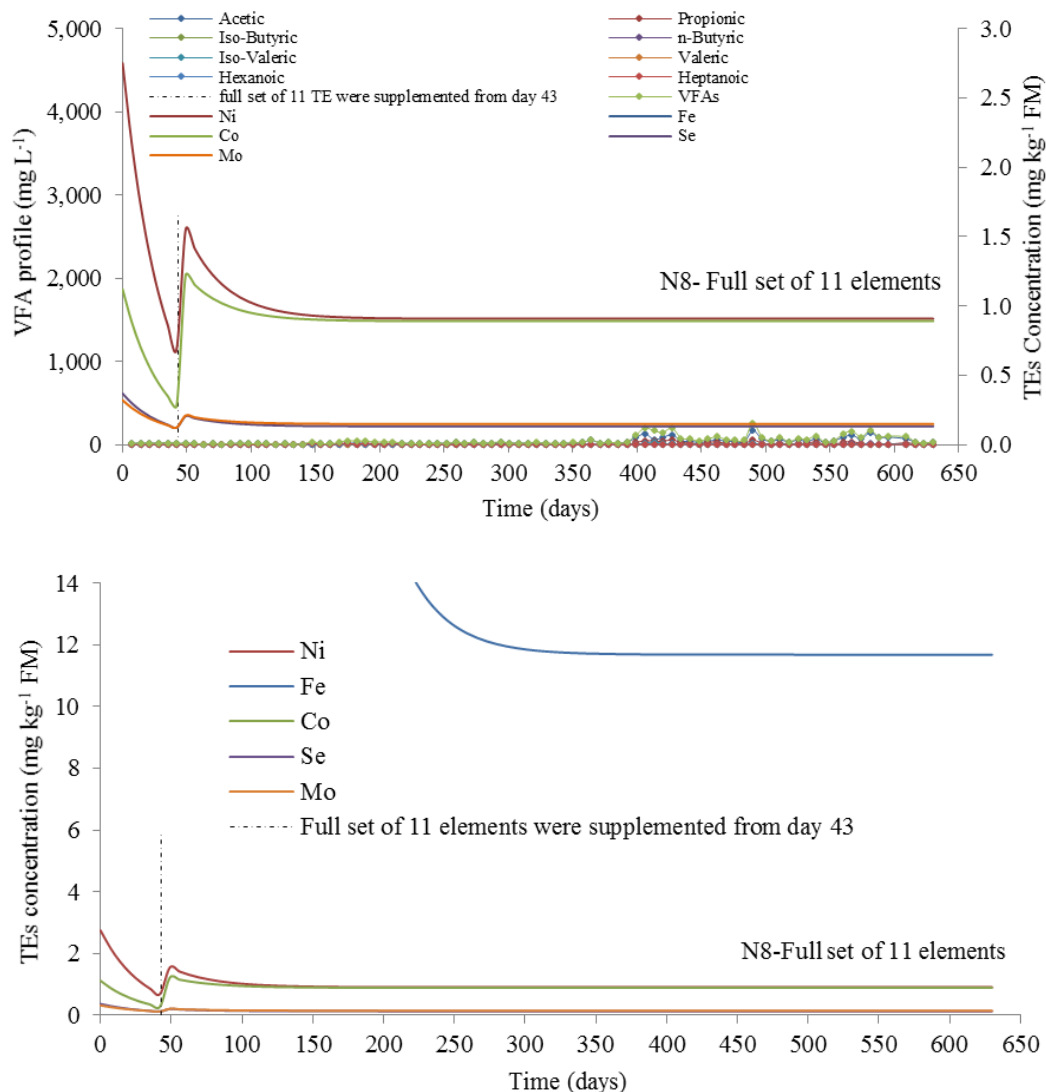 Acetic
Propionic
Iso-Butyric
n-Butyric
Iso-Valeric
Valeric
Hexanoic
Heptanoic
full set of 11 TE were supplemented from day 43
VFAs
Ni
Fe
Co
Se
Mo
5,000
4,000
3,000
2,000
1,000
0
VFA profile (mg L⁻¹)
3.0
2.5
2.0
1.5
1.0
0.5
0.0
TEs Concentration (mg kg⁻¹ FM)
N8- Full set of 11 elements
0 50 100 150 200 250 300 350 400 450 500 550 600 650
Time (days)
14
12
10
8
6
4
2
0
TEs concentration (mg kg⁻¹ FM)
Ni
Fe
Co
Se
Mo
Full set of 11 elements were supplemented from day 43
N8-Full set of 11 elements
0 50 100 150 200 250 300 350 400 450 500 550 600 650
Time (days)